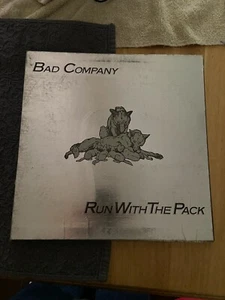 BAD COMPANY
RUN WITH THE PACK